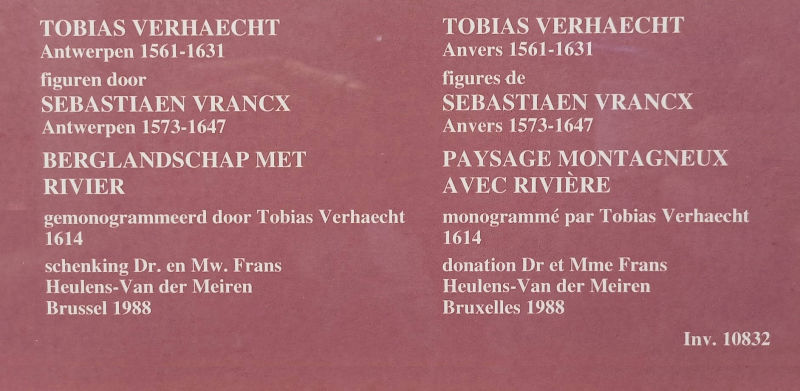 TOBIAS VERHAECHT
Antwerpen 1561-1631
figuren door
SEBASTIAEN VRANCX
Antwerpen 1573-1647
BERGLANDSCHAP MET
RIVIER
gemonogrammeerd door Tobias Verhaecht
1614
schenking Dr. en Mw. Frans
Heulens-Van der Meiren
Brussel 1988
TOBIAS VERHAECHT
Anvers 1561-1631
figures de
SEBASTIAEN VRANCX
Anvers 1573-1647
PAYSAGE MONTAGNEUX
AVEC RIVIÈRE
monogrammé par Tobias Verhaecht
1614
donation Dr et Mme Frans
Heulens-Van der Meiren
Bruxelles 1988
Inv. 10832